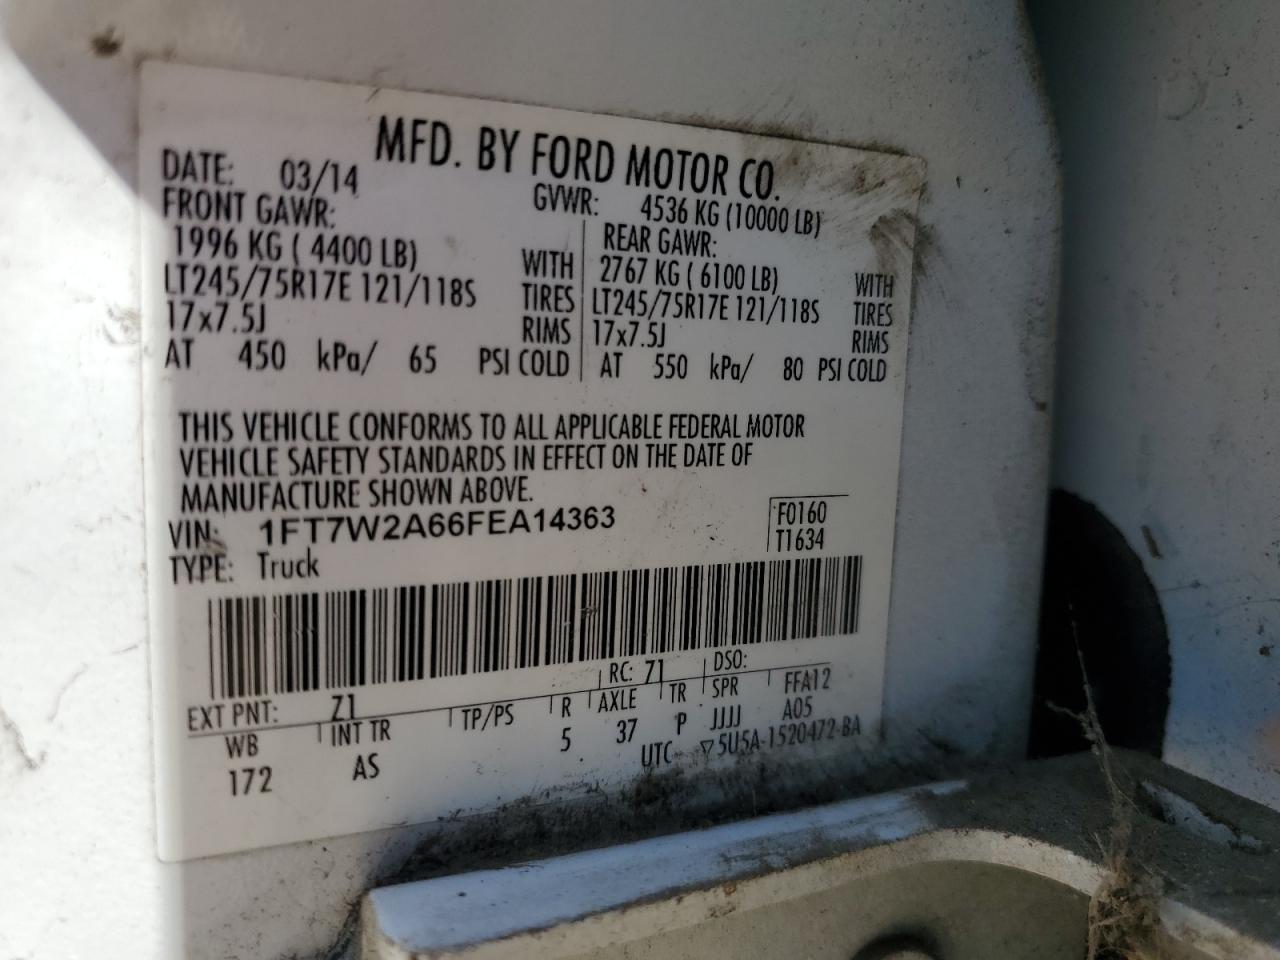 MFD. BY FORD MOTOR CO.
DATE: 03/14 GVWR: 4536 KG (10000 LB)
FRONT GAWR: REAR GAWR:
1996 KG ( 4400 LB) WITH 2767 KG ( 6100 LB) WITH
LT245/75R17E 121/118S TIRES LT245/75R17E 121/118S TIRES
17x7.5J RIMS 17x7.5J RIMS
AT 450 kPa/ 65 PSI COLD AT 550 kPa/ 80 PSI COLD
THIS VEHICLE CONFORMS TO ALL APPLICABLE FEDERAL MOTOR
VEHICLE SAFETY STANDARDS IN EFFECT ON THE DATE OF
MANUFACTURE SHOWN ABOVE.
VIN: 1FT7W2A66FEA14363 F0160
TYPE: Truck T1634
EXT PNT: Z1 RC: 71 DSO:
WB INT TR TP/PS R AXLE TR SPR FFA12
172 AS 5 37 P JJJJ A05
UTC ▽5U5A-1520472-BA